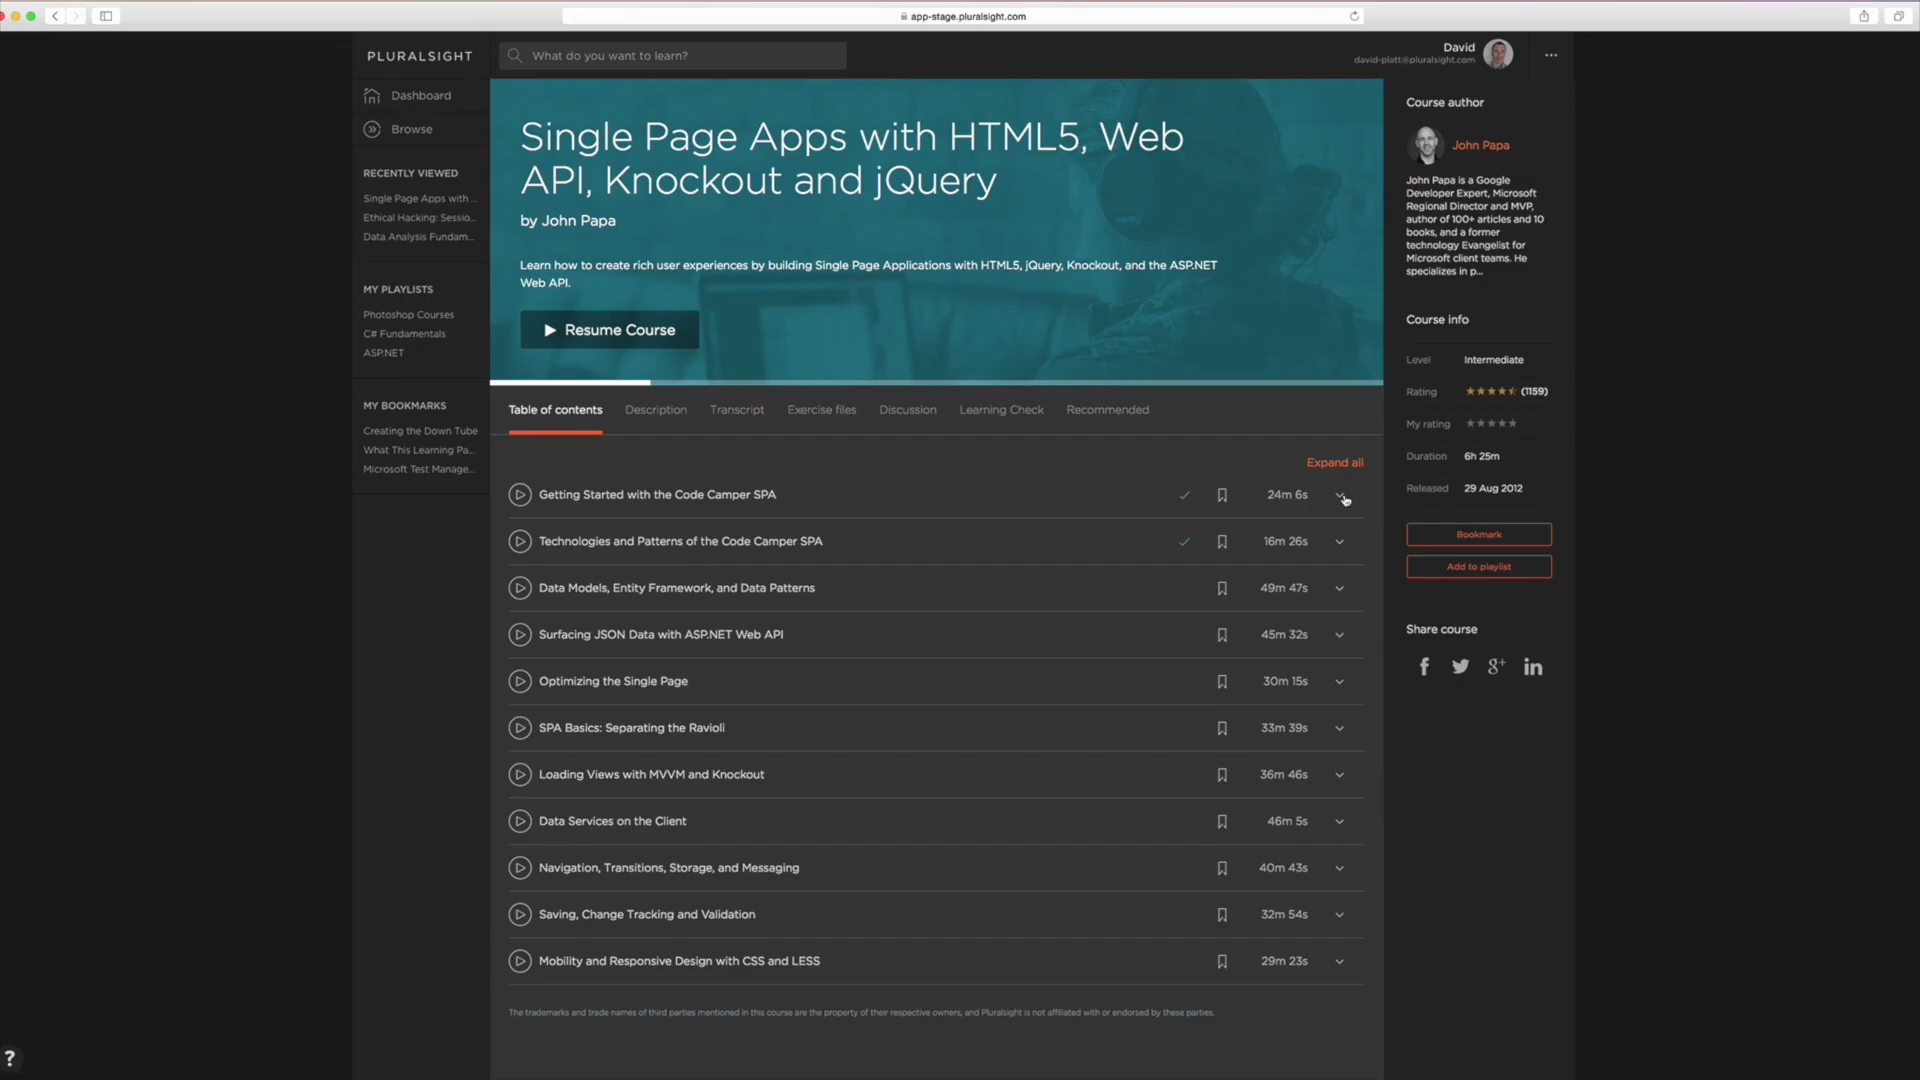 app-stage.pluralsight.com
PLURALSIGHT
What do you want to learn?
David
david-platt@pluralsight.com
Dashboard
Browse
RECENTLY VIEWED
Single Page Apps with ...
Ethical Hacking: Sessio...
Data Analysis Fundam...
MY PLAYLISTS
Photoshop Courses
C# Fundamentals
ASP.NET
MY BOOKMARKS
Creating the Down Tube
What This Learning Pa...
Microsoft Test Manage...
Single Page Apps with HTML5, Web
API, Knockout and jQuery
by John Papa
Learn how to create rich user experiences by building Single Page Applications with HTML5, jQuery, Knockout, and the ASP.NET
Web API.
Resume Course
Table of contents Description Transcript Exercise files Discussion Learning Check Recommended
Expand all
Getting Started with the Code Camper SPA 24m 6s
Technologies and Patterns of the Code Camper SPA 16m 26s
Data Models, Entity Framework, and Data Patterns 49m 47s
Surfacing JSON Data with ASP.NET Web API 45m 32s
Optimizing the Single Page 30m 15s
SPA Basics: Separating the Ravioli 33m 39s
Loading Views with MVVM and Knockout 36m 46s
Data Services on the Client 46m 5s
Navigation, Transitions, Storage, and Messaging 40m 43s
Saving, Change Tracking and Validation 32m 54s
Mobility and Responsive Design with CSS and LESS 29m 23s
The trademarks and trade names of third parties mentioned in this course are the property of their respective owners, and Pluralsight is not affiliated with or endorsed by these parties.
Course author
John Papa
John Papa is a Google
Developer Expert, Microsoft
Regional Director and MVP,
author of 100+ articles and 10
books, and a former
technology Evangelist for
Microsoft client teams. He
specializes in p...
Course info
Level Intermediate
Rating (1159)
My rating
Duration 6h 25m
Released 29 Aug 2012
Bookmark
Add to playlist
Share course
f g+ in
?